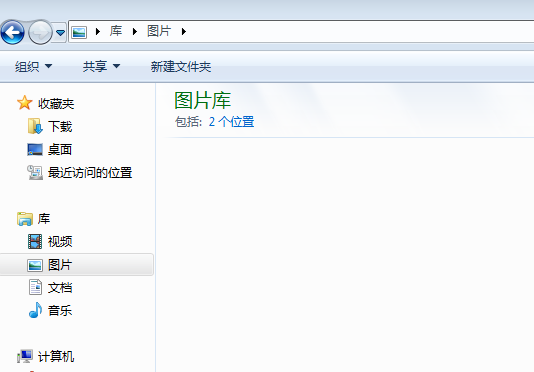 库 图片
组织 共享 新建文件夹
收藏夹
下载
桌面
最近访问的位置
库
视频
图片
文档
音乐
计算机
图片库
包括: 2 个位置